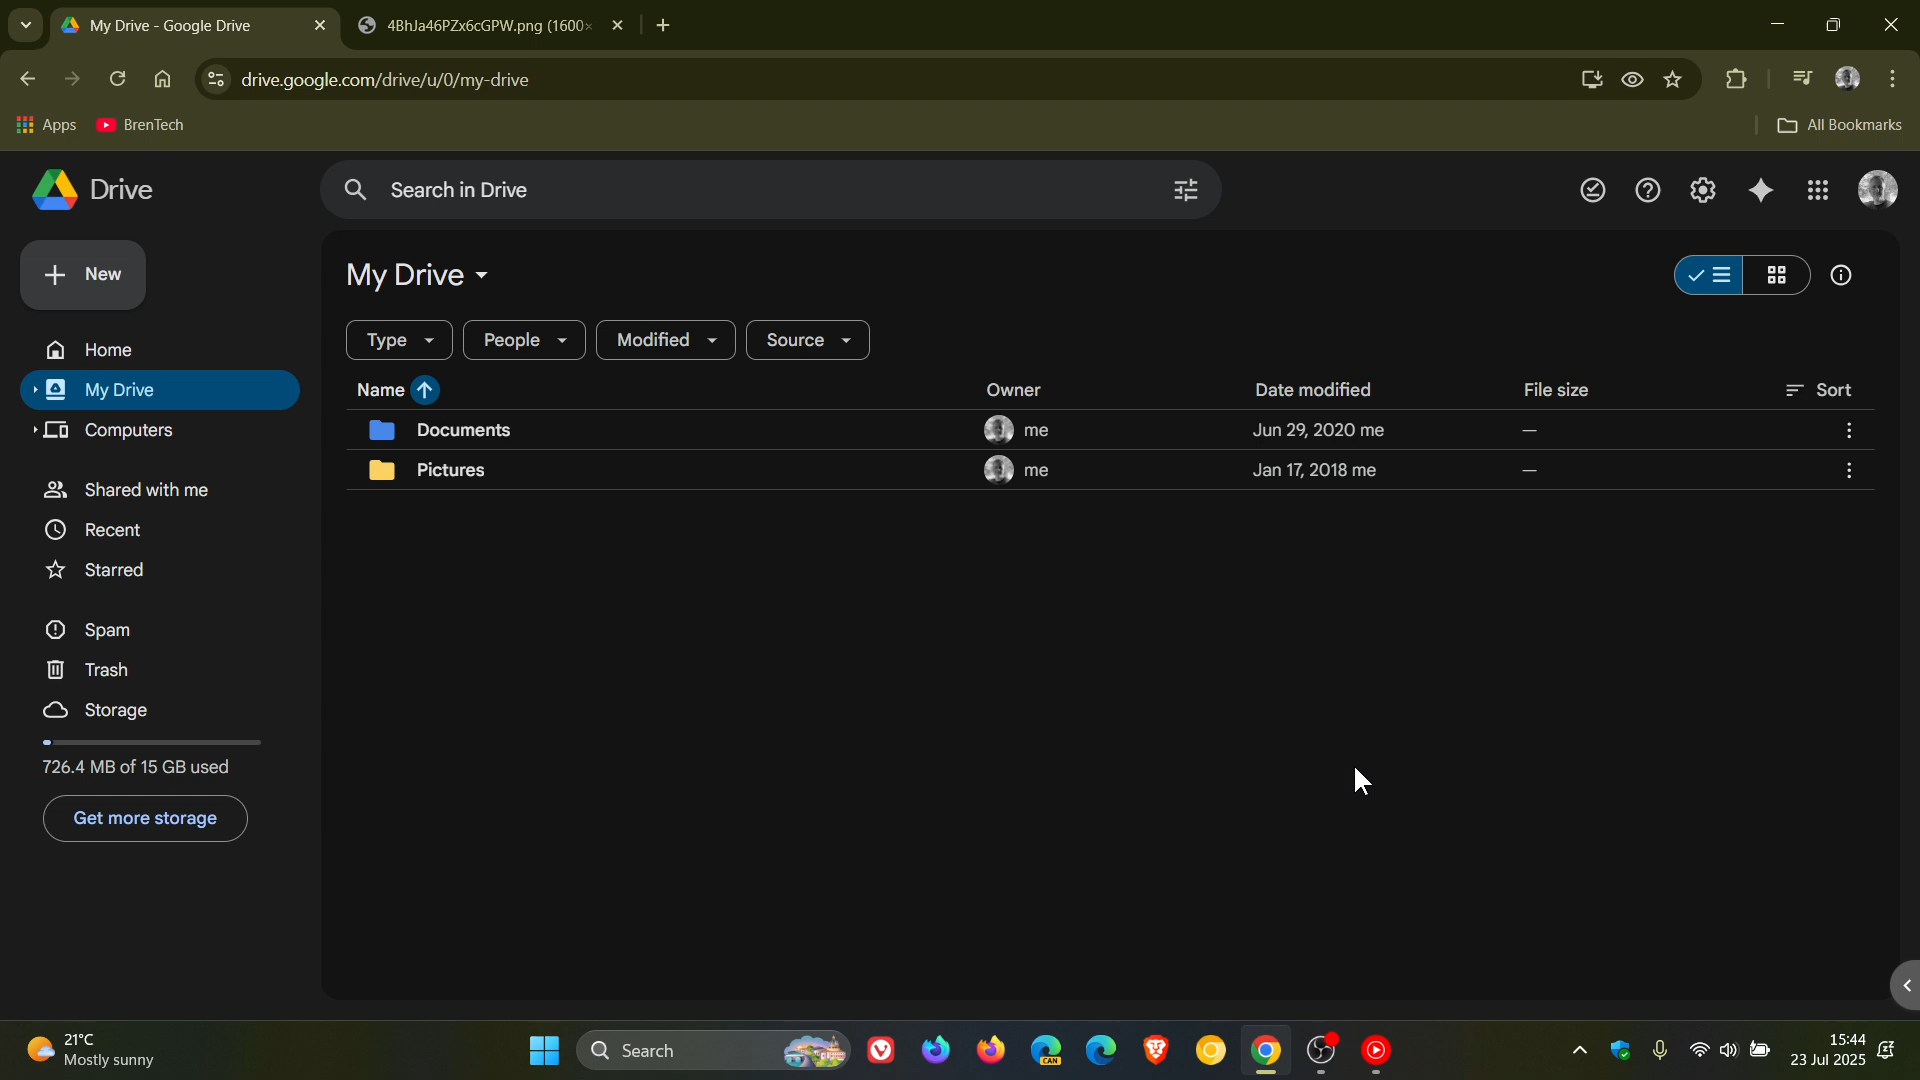 My Drive - Google Drive
4BhJa46PZx6cGPW.png (1600×
drive.google.com/drive/u/0/my-drive
Apps
BrenTech
All Bookmarks
Drive
Search in Drive
New
My Drive
Type
People
Modified
Source
Home
My Drive
Computers
Shared with me
Recent
Starred
Spam
Trash
Storage
726.4 MB of 15 GB used
Get more storage
Name Owner Date modified File size Sort
Documents me Jun 29, 2020 me —
Pictures me Jan 17, 2018 me —
21°C
Mostly sunny
Search
CAN
15:44
23 Jul 2025